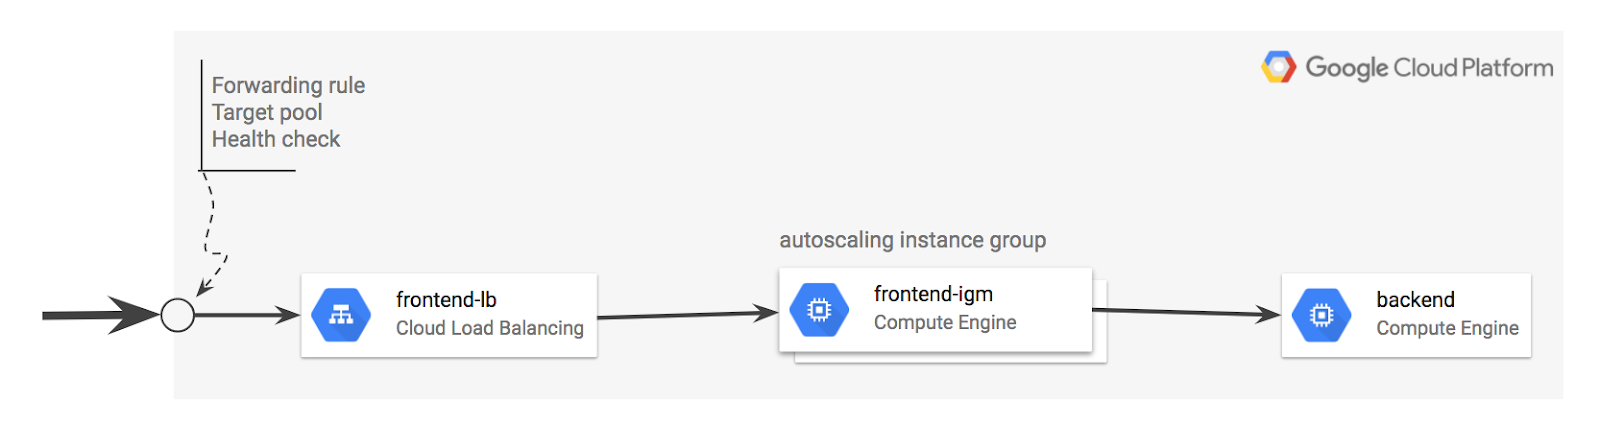 Google Cloud Platform
Forwarding rule
Target pool
Health check
autoscaling instance group
frontend-lb
Cloud Load Balancing
frontend-igm
Compute Engine
backend
Compute Engine